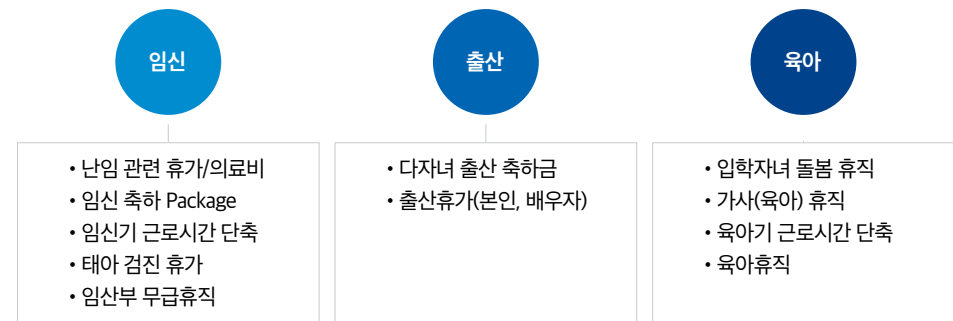 임신
• 난임 관련 휴가/의료비
• 임신 축하 Package
• 임신기 근로시간 단축
• 태아 검진 휴가
• 임산부 무급휴직
출산
• 다자녀 출산 축하금
• 출산휴가(본인, 배우자)
육아
• 입학자녀 돌봄 휴직
• 가사(육아) 휴직
• 육아기 근로시간 단축
• 육아휴직